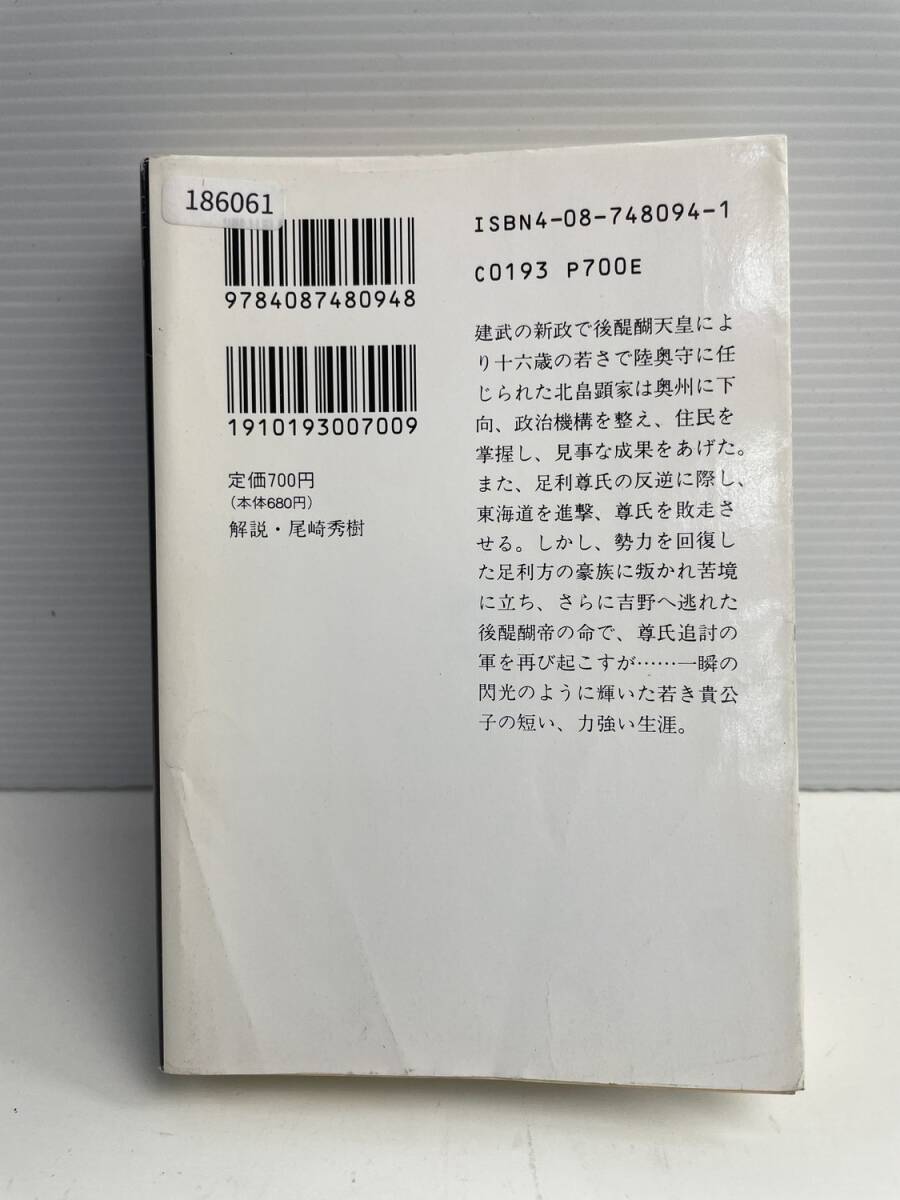 186061
9784087480948
1910193007009
定価700円
(本体680円)
解説・尾崎秀樹
ISBN4-08-748094-1
C0193 P700E
建武の新政で後醍醐天皇によ
り十六歳の若さで陸奥守に任
じられた北畠顕家は奥州に下
向、政治機構を整え、住民を
掌握し、見事な成果をあげた。
また、足利尊氏の反逆に際し、
東海道を進撃、尊氏を敗走さ
せる。しかし、勢力を回復し
た足利方の豪族に叛かれ苦境
に立ち、さらに吉野へ逃れた
後醍醐帝の命で、尊氏追討の
軍を再び起こすが……一瞬の
閃光のように輝いた若き貴公
子の短い、力強い生涯。